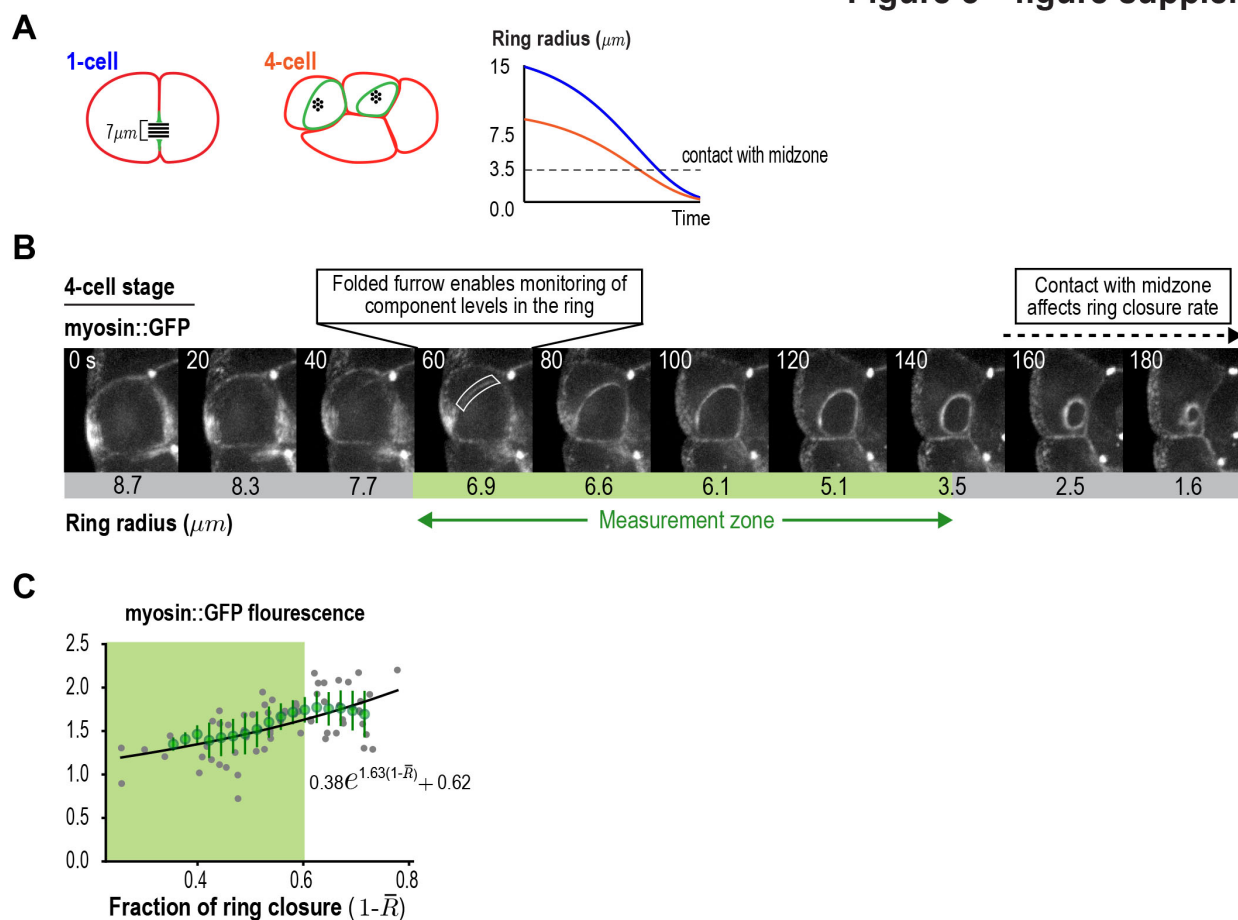 A
1-cell
4-cell
7μm
Ring radius (μm)
15
7.5
3.5
0.0
contact with midzone
Time
B
4-cell stage
myosin::GFP
Folded furrow enables monitoring of
component levels in the ring
Contact with midzone
affects ring closure rate
0 s
20
40
60
80
100
120
140
160
180
8.7
8.3
7.7
6.9
6.6
6.1
5.1
3.5
2.5
1.6
Ring radius (μm)
Measurement zone
C
myosin::GFP flourescence
2.5
2.0
1.5
1.0
0.5
0.0
0.38e^1.63(1-R̄) + 0.62
0.4
0.6
0.8
Fraction of ring closure (1-R̄)